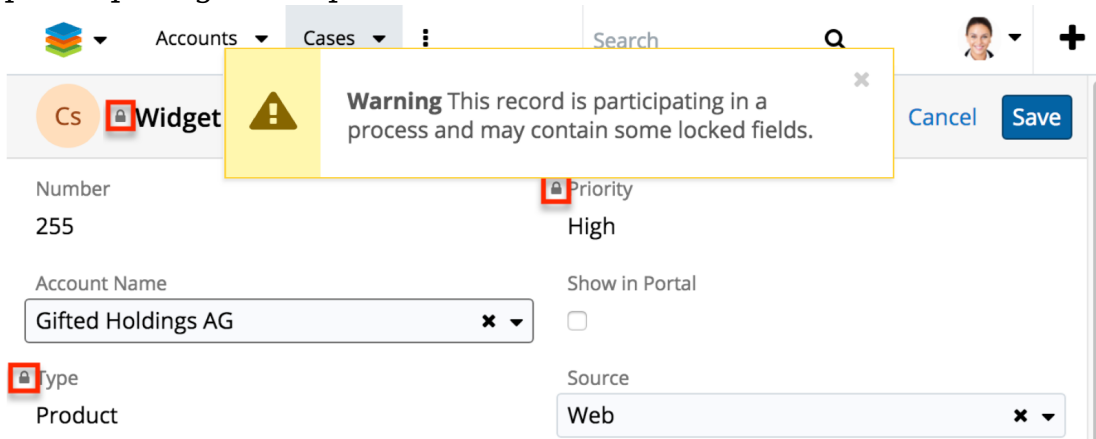 Accounts Cases Search
Warning This record is participating in a
process and may contain some locked fields.
Cs Widget Cancel Save
Number Priority
255 High
Account Name Show in Portal
Gifted Holdings AG
Type Source
Product Web